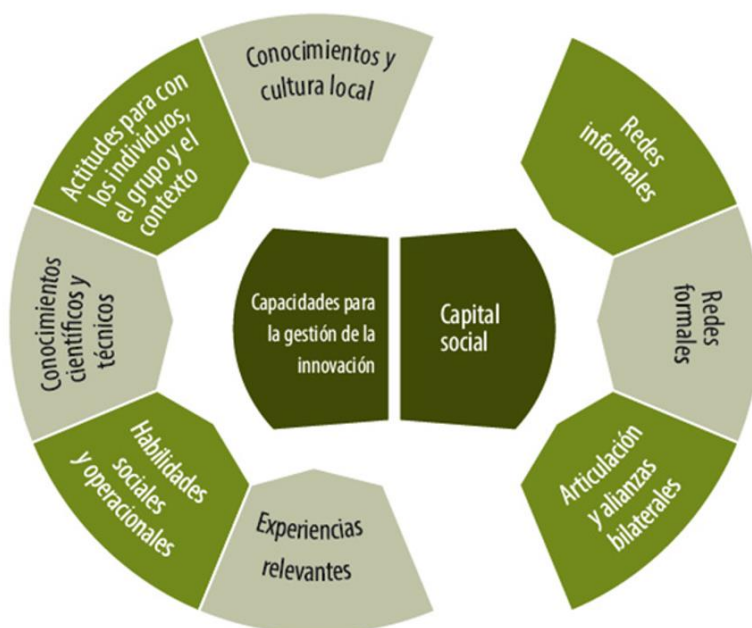 Conocimientos y
cultura local
Actitudes para con
los individuos,
el grupo y el
contexto
Conocimientos
científicos y
técnicos
Habilidades
sociales
y operacionales
Experiencias
relevantes
Capacidades para
la gestión de la
innovación
Capital
social
Redes
informales
Redes
formales
Articulación
y alianzas
bilaterales